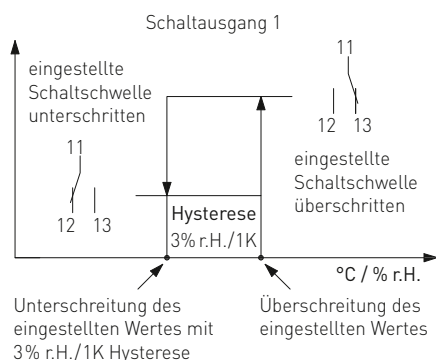 Schaltausgang 1
eingestellte
Schaltschwelle
unterschritten
11
12 13
11
12 13
eingestellte
Schaltschwelle
überschritten
Hysterese
3% r.H./1K
°C / % r.H.
Unterschreitung des
eingestellten Wertes mit
3% r.H./1K Hysterese
Überschreitung des
eingestellten Wertes